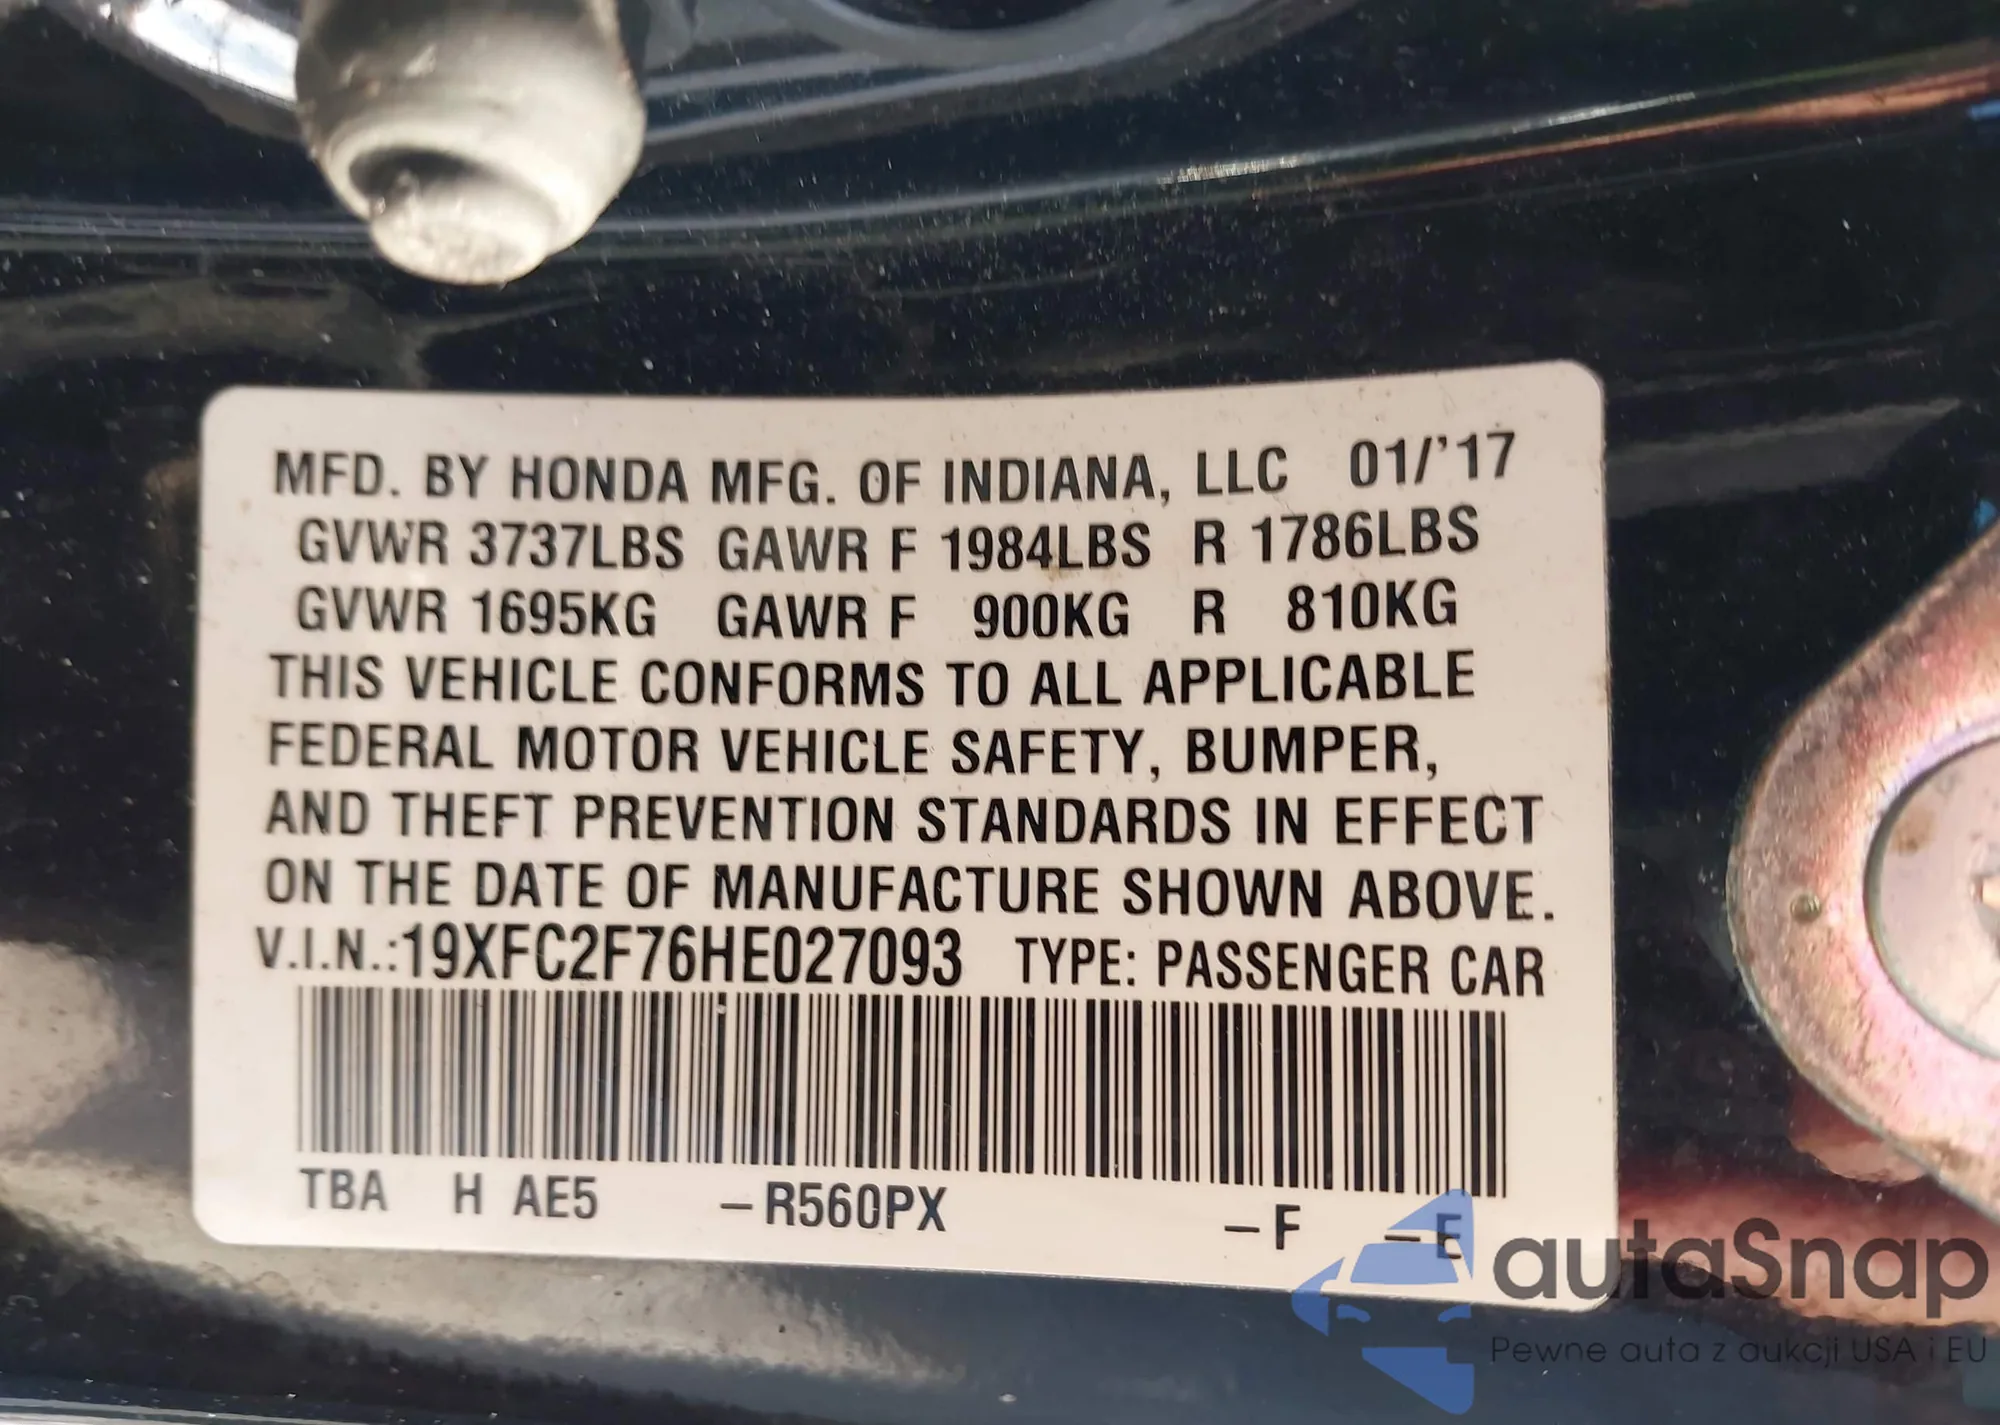 MFD. BY HONDA MFG. OF INDIANA, LLC 01/'17
GVWR 3737LBS GAWR F 1984LBS R 1786LBS
GVWR 1695KG GAWR F 900KG R 810KG
THIS VEHICLE CONFORMS TO ALL APPLICABLE
FEDERAL MOTOR VEHICLE SAFETY, BUMPER,
AND THEFT PREVENTION STANDARDS IN EFFECT
ON THE DATE OF MANUFACTURE SHOWN ABOVE.
V.I.N.:19XFC2F76HE027093 TYPE: PASSENGER CAR
TBA H AE5 –R560PX –F –E
autaSnap
Pewne auta z aukcji USA i EU